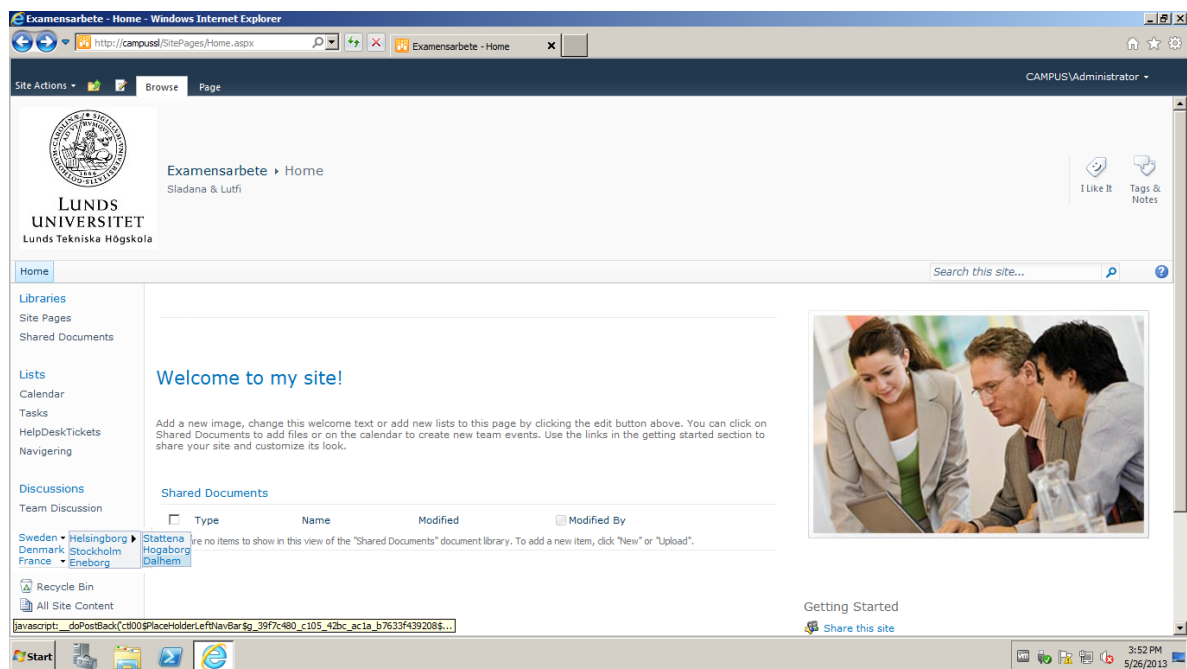 Examensarbete - Home - Windows Internet Explorer
http://campussl/SitePages/Home.aspx
Examensarbete - Home
Site Actions
Browse
Page
CAMPUS\Administrator
LUNDS
UNIVERSITET
Lunds Tekniska Högskola
Examensarbete ▸ Home
Sladana & Lutfi
I Like It
Tags &
Notes
Home
Search this site...
Libraries
Site Pages
Shared Documents
Lists
Calendar
Tasks
HelpDeskTickets
Navigering
Discussions
Team Discussion
Sweden Helsingborg Stattena
Denmark Stockholm Hogaborg
France Eneborg Dalhem
Recycle Bin
All Site Content
Welcome to my site!
Add a new image, change this welcome text or add new lists to this page by clicking the edit button above. You can click on
Shared Documents to add files or on the calendar to create new team events. Use the links in the getting started section to
share your site and customize its look.
Shared Documents
Type Name Modified Modified By
re no items to show in this view of the "Shared Documents" document library. To add a new item, click "New" or "Upload".
Getting Started
Share this site
javascript:__doPostBack('ctl00$PlaceHolderLeftNavBar$g_39f7c480_c105_42bc_ac1a_b7633f439208$...
Start
3:52 PM
5/26/2013